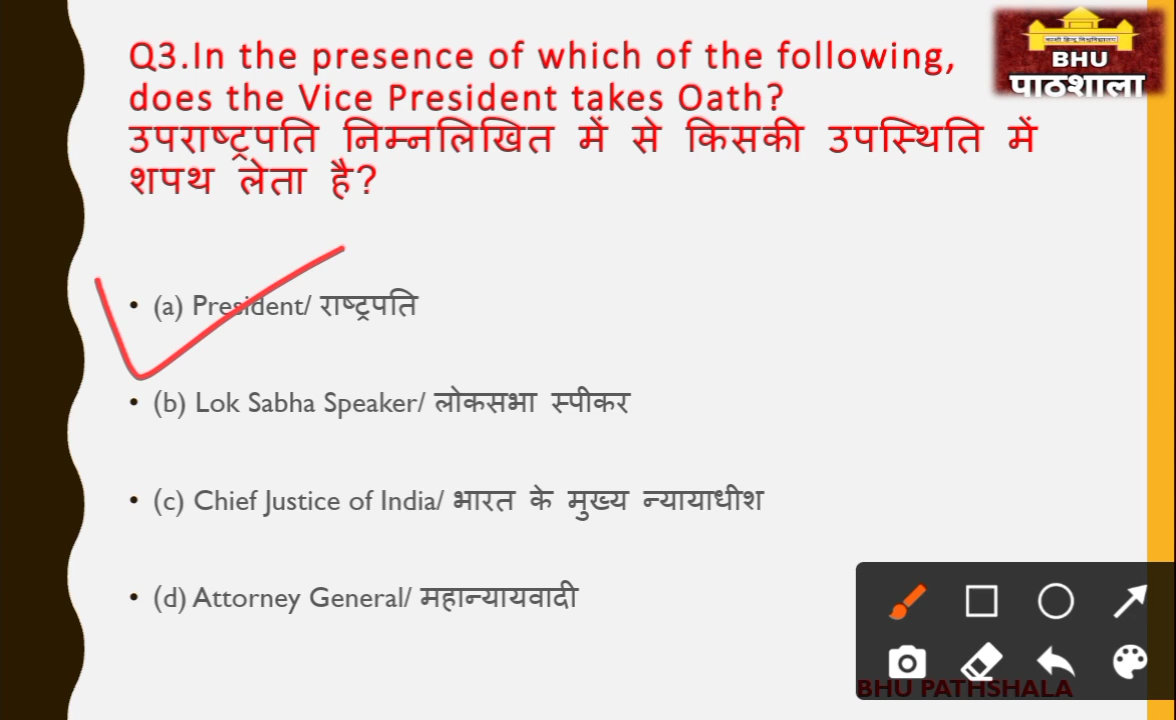 Q3.In the presence of which of the following,
does the Vice President takes Oath?
उपराष्ट्रपति निम्नलिखित में से किसकी उपस्थिति में
शपथ लेता है?
BHU
पाठशाला
• (a) President/ राष्ट्रपति
• (b) Lok Sabha Speaker/ लोकसभा स्पीकर
• (c) Chief Justice of India/ भारत के मुख्य न्यायाधीश
• (d) Attorney General/ महान्यायवादी
BHU PATHSHALA